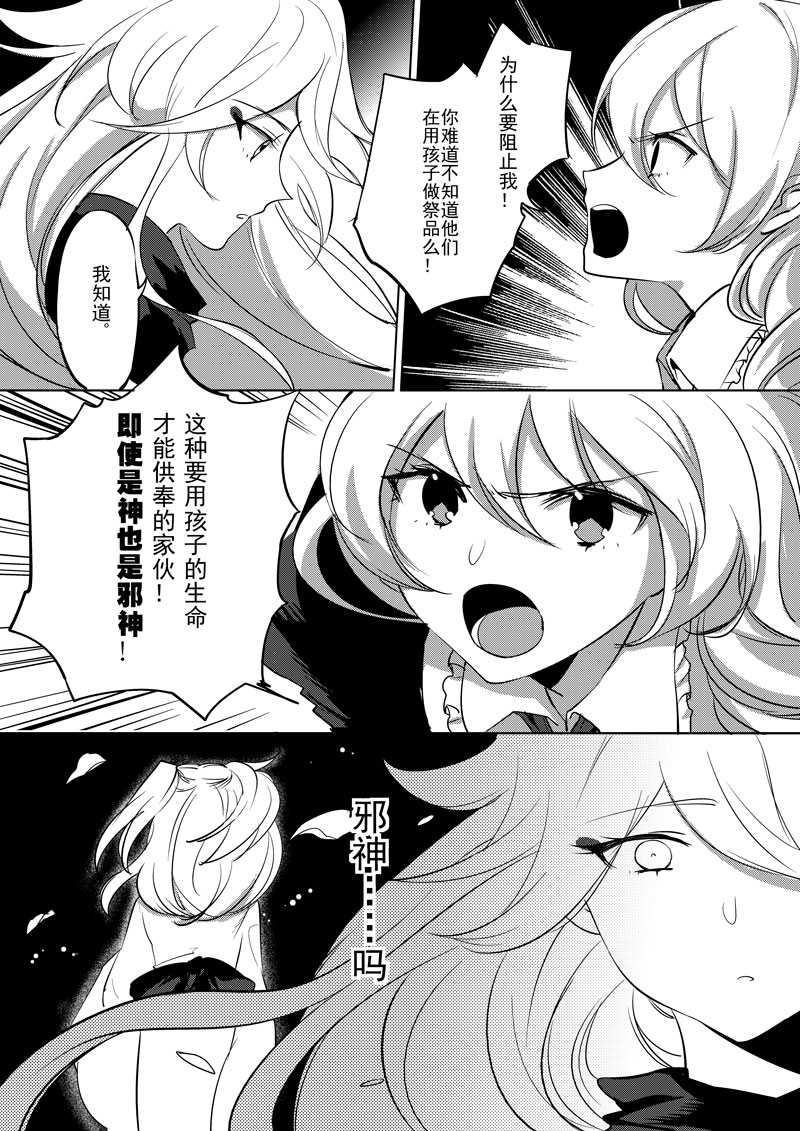 为什么要阻止我！
你难道不知道他们
在用孩子做祭品么！
我知道。
这种要用孩子的生命
才能供奉的家伙！
即使是神也是邪神！
邪神……吗